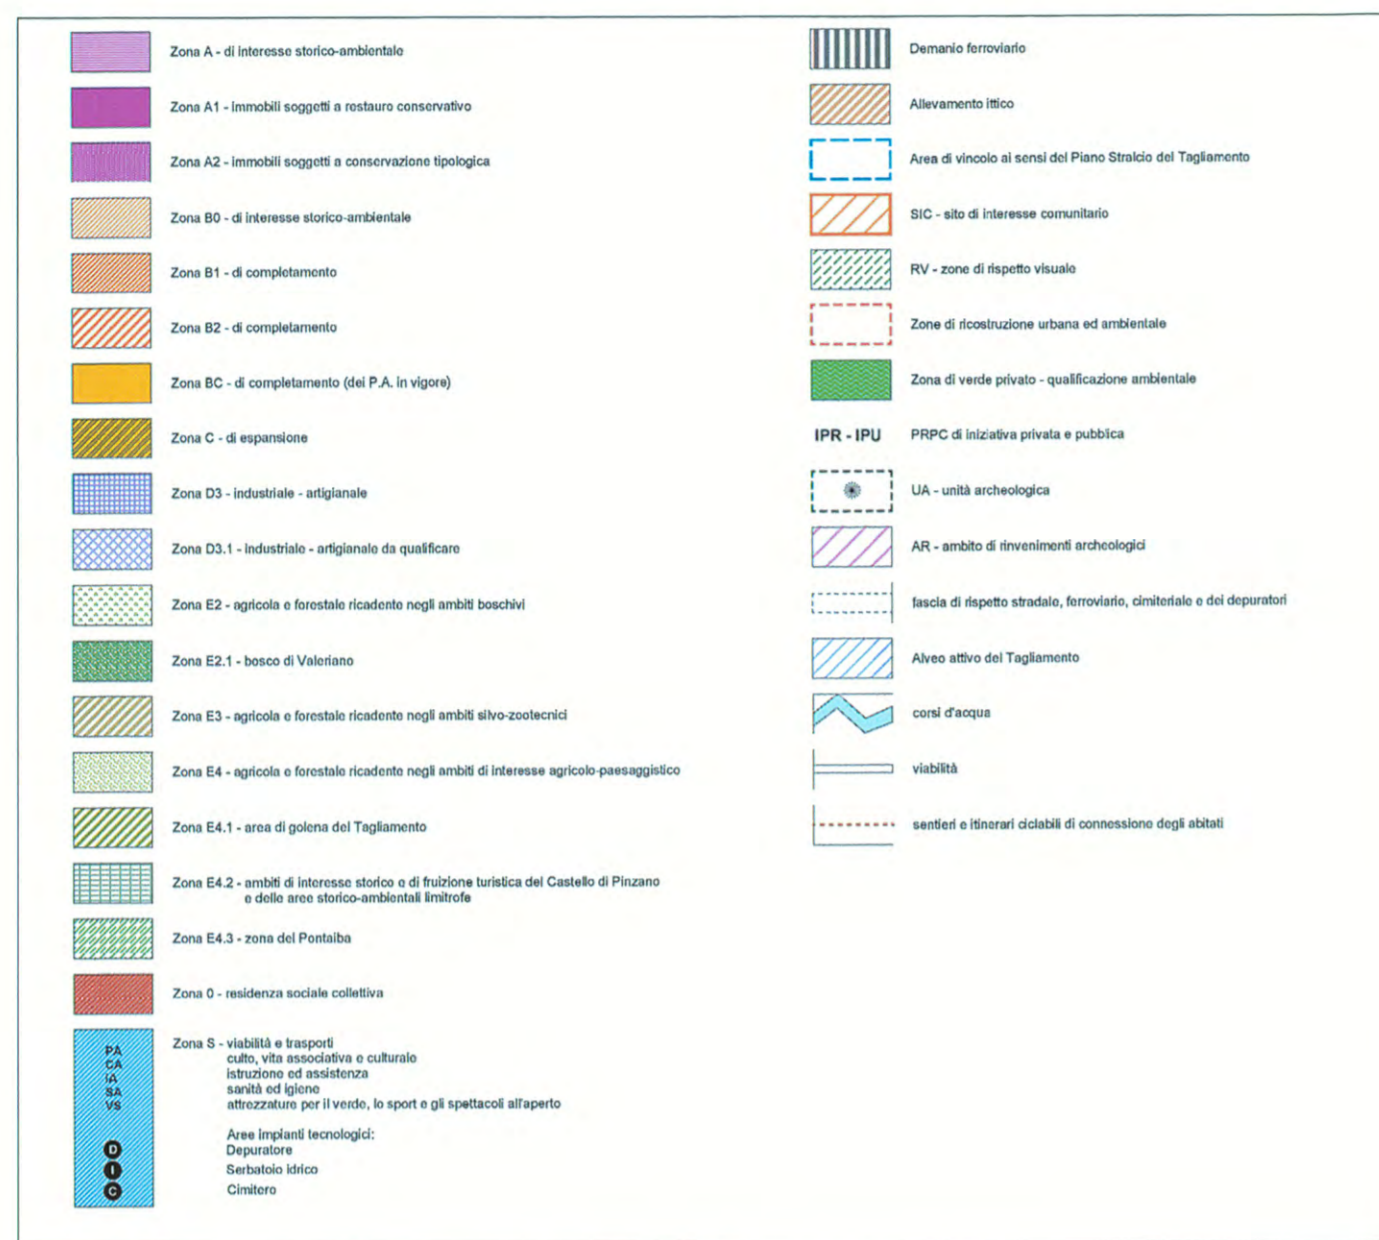 Zona A - di interesse storico-ambientale
Zona A1 - immobili soggetti a restauro conservativo
Zona A2 - immobili soggetti a conservazione tipologica
Zona B0 - di interesse storico-ambientale
Zona B1 - di completamento
Zona B2 - di completamento
Zona BC - di completamento (dei P.A. in vigore)
Zona C - di espansione
Zona D3 - industriale - artigianale
Zona D3.1 - industriale - artigianale da qualificare
Zona E2 - agricola e forestale ricadente negli ambiti boschivi
Zona E2.1 - bosco di Valeriano
Zona E3 - agricola e forestale ricadente negli ambiti silvo-zootecnici
Zona E4 - agricola e forestale ricadente negli ambiti di interesse agricolo-paesaggistico
Zona E4.1 - area di golena del Tagliamento
Zona E4.2 - ambiti di interesse storico e di fruizione turistica del Castello di Pinzano
e delle aree storico-ambientali limitrofe
Zona E4.3 - zona del Pontaiba
Zona 0 - residenza sociale collettiva
Zona S - viabilità e trasporti
PA
culto, vita associativa e culturale
CA
istruzione ed assistenza
IA
sanità ed igiene
SA
attrezzature per il verde, lo sport e gli spettacoli all'aperto
VS
Aree impianti tecnologici:
D Depuratore
I Serbatoio idrico
C Cimitero
Demanio ferroviario
Allevamento ittico
Area di vincolo ai sensi del Piano Stralcio del Tagliamento
SIC - sito di interesse comunitario
RV - zone di rispetto visuale
Zone di ricostruzione urbana ed ambientale
Zona di verde privato - qualificazione ambientale
IPR - IPU PRPC di iniziativa privata e pubblica
UA - unità archeologica
AR - ambito di rinvenimenti archeologici
fascia di rispetto stradale, ferroviario, cimiteriale e dei depuratori
Alveo attivo del Tagliamento
corsi d'acqua
viabilità
sentieri e itinerari ciclabili di connessione degli abitati